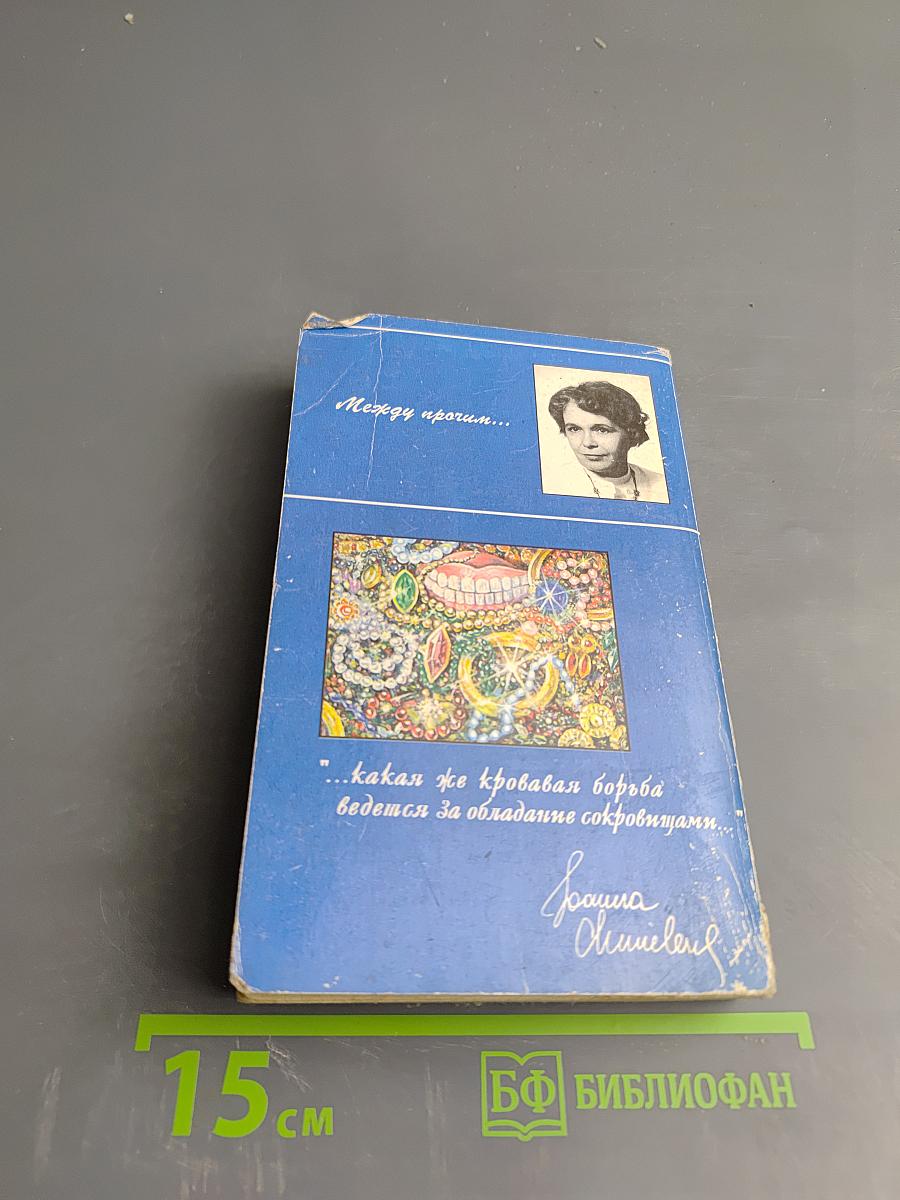 Между прочим...
"...какая же кровавая борьба
ведется за обладание сокровищами..."
Иоанна
Хмелевская
15 см
БФ БИБЛИОФАН